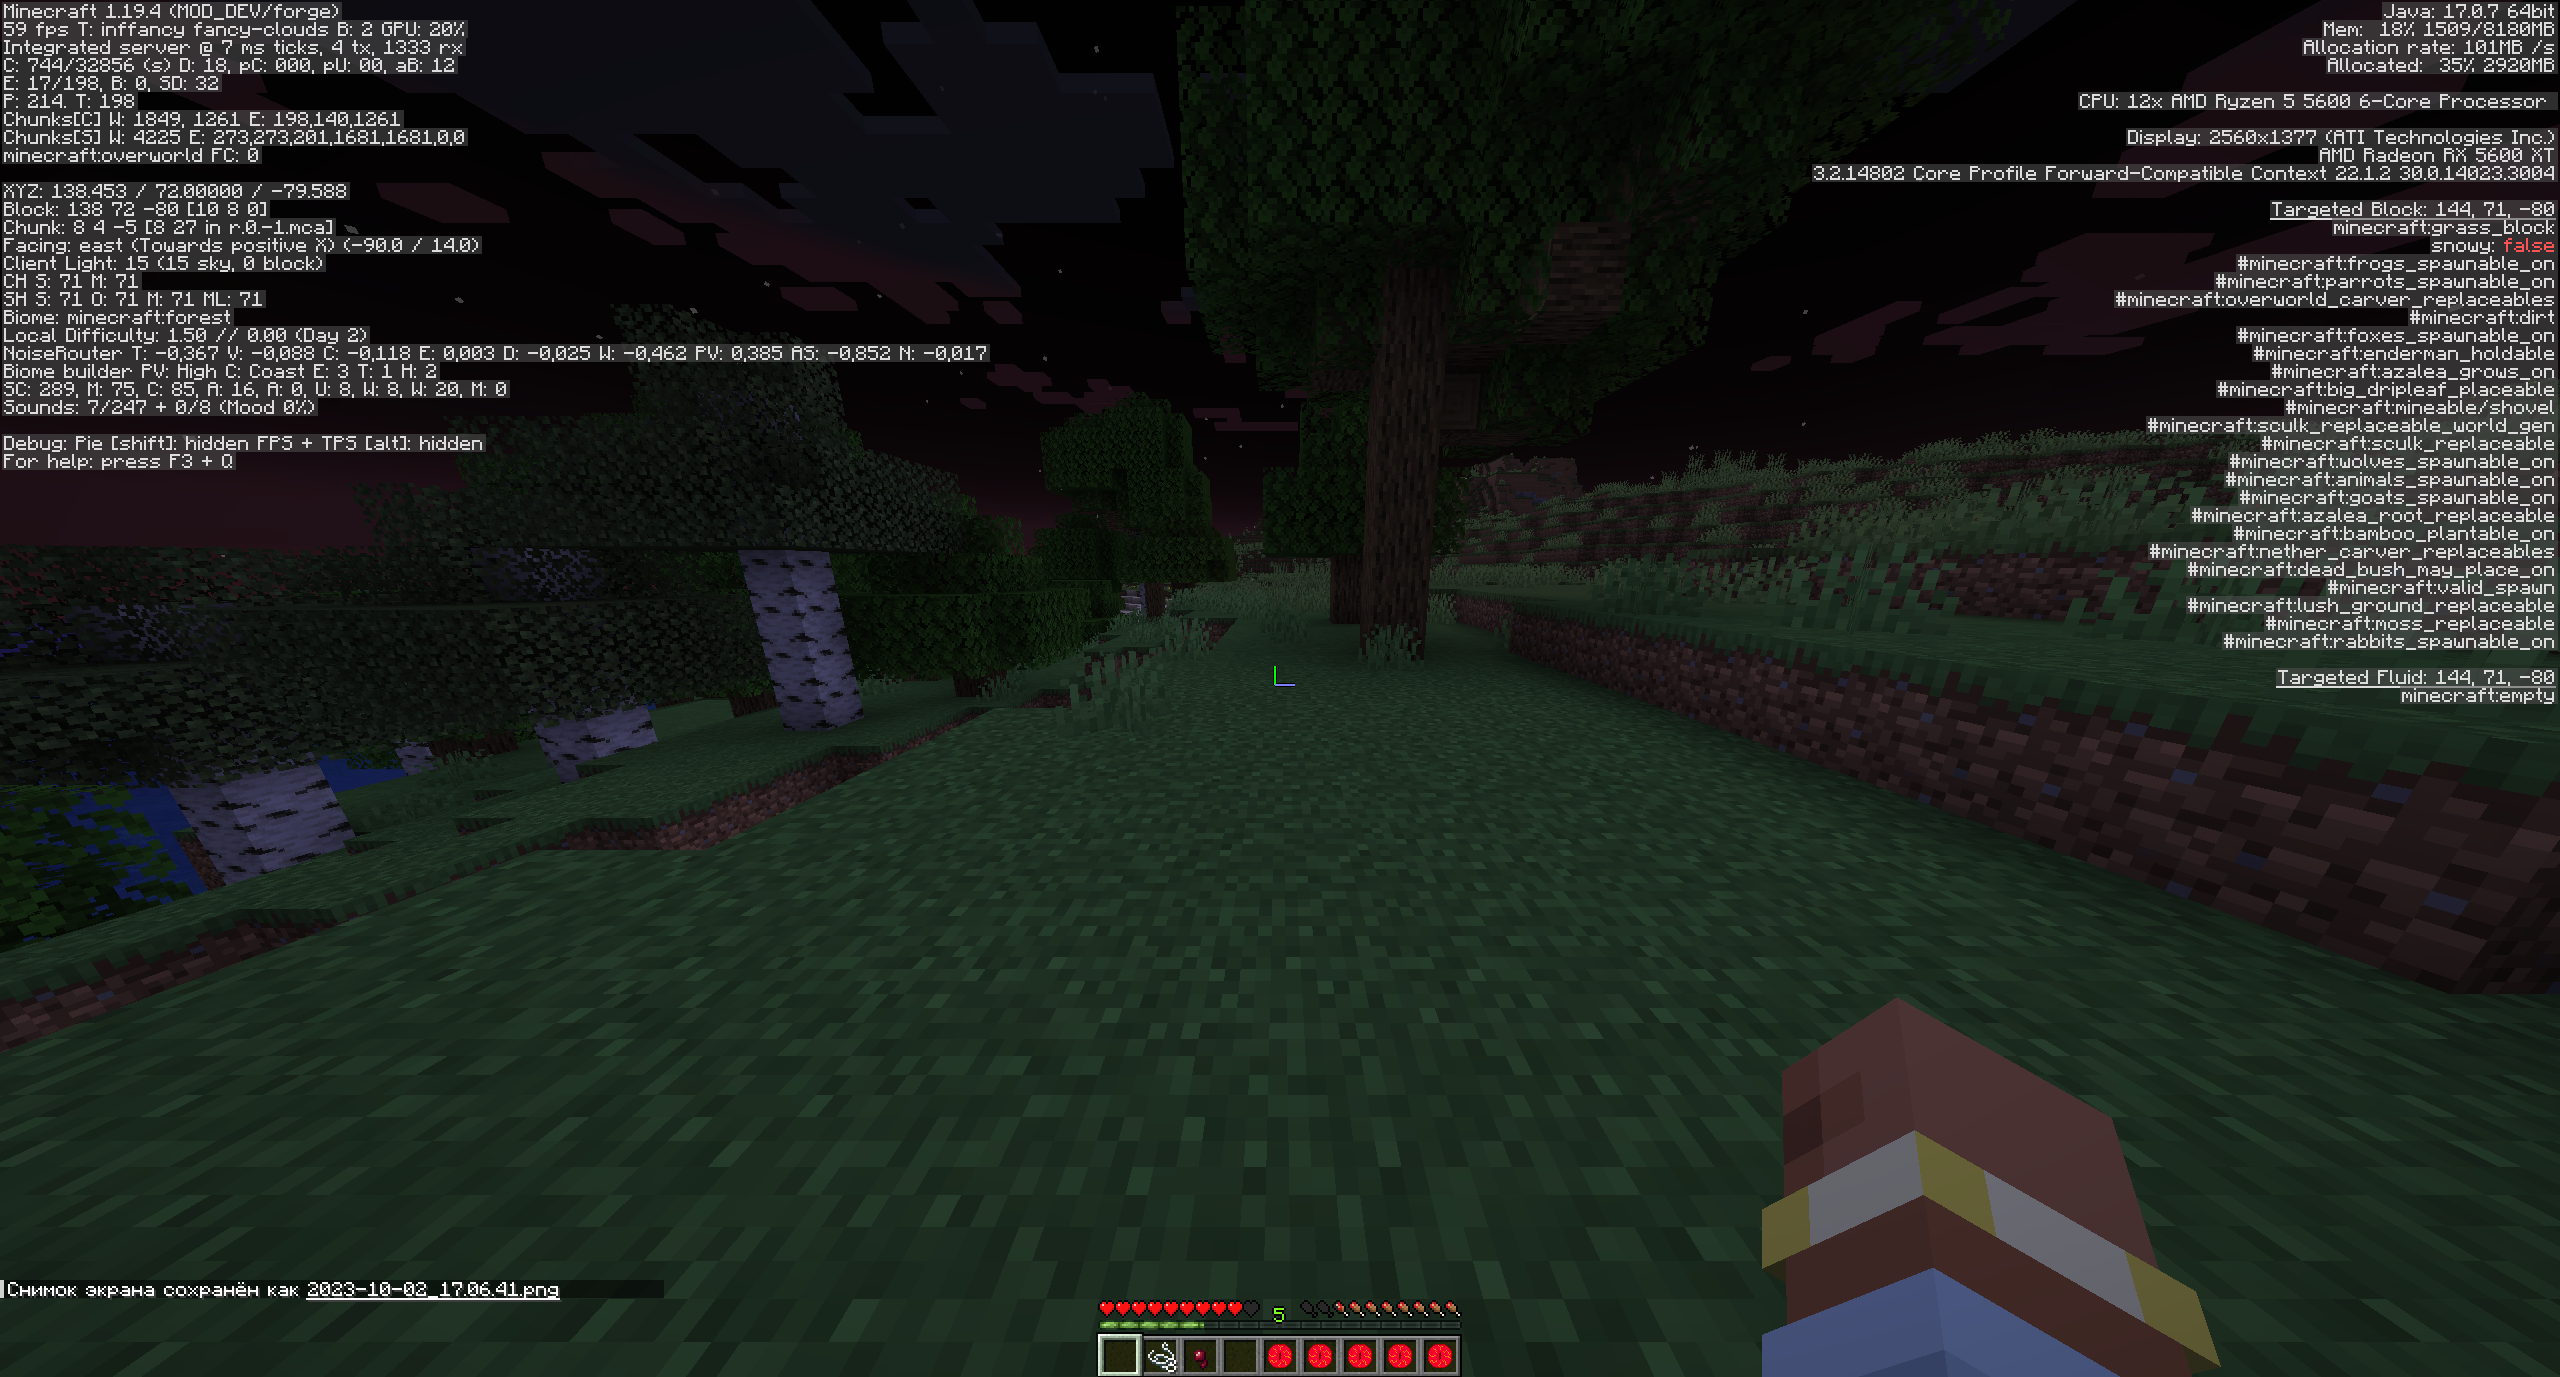 Minecraft 1.19.4 (MOD_DEV/forge)
59 fps T: inffancy fancy-clouds B: 2 GPU: 20%
Integrated server @ 7 ms ticks, 4 tx, 1333 rx
C: 744/32856 (s) D: 18, pC: 000, pU: 00, aB: 12
E: 17/198, B: 0, SD: 32
P: 214. T: 198
Chunks[C] W: 1849, 1261 E: 198,140,1261
Chunks[S] W: 4225 E: 273,273,201,1681,1681,0,0
minecraft:overworld FC: 0
XYZ: 138.453 / 72.00000 / -79.588
Block: 138 72 -80 [10 8 0]
Chunk: 8 4 -5 [8 27 in r.0.-1.mca]
Facing: east (Towards positive X) (-90.0 / 14.0)
Client Light: 15 (15 sky, 0 block)
CH S: 71 M: 71
SH S: 71 O: 71 M: 71 ML: 71
Biome: minecraft:forest
Local Difficulty: 1.50 // 0.00 (Day 2)
NoiseRouter T: -0,367 V: -0,088 C: -0,118 E: 0,003 D: -0,025 W: -0,462 PV: 0,385 AS: -0,852 N: -0,017
Biome builder PV: High C: Coast E: 3 T: 1 H: 2
SC: 289, M: 75, C: 85, A: 16, A: 0, U: 8, W: 8, W: 20, M: 0
Sounds: 7/247 + 0/8 (Mood 0%)
Debug: Pie [shift]: hidden FPS + TPS [alt]: hidden
For help: press F3 + Q
Java: 17.0.7 64bit
Mem: 18% 1509/8180MB
Allocation rate: 101MB /s
Allocated: 35% 2920MB
CPU: 12x AMD Ryzen 5 5600 6-Core Processor
Display: 2560x1377 (ATI Technologies Inc.)
AMD Radeon RX 5600 XT
3.2.14802 Core Profile Forward-Compatible Context 22.1.2 30.0.14023.3004
Targeted Block: 144, 71, -80
minecraft:grass_block
snowy: false
#minecraft:frogs_spawnable_on
#minecraft:parrots_spawnable_on
#minecraft:overworld_carver_replaceables
#minecraft:dirt
#minecraft:foxes_spawnable_on
#minecraft:enderman_holdable
#minecraft:azalea_grows_on
#minecraft:big_dripleaf_placeable
#minecraft:mineable/shovel
#minecraft:sculk_replaceable_world_gen
#minecraft:sculk_replaceable
#minecraft:wolves_spawnable_on
#minecraft:animals_spawnable_on
#minecraft:goats_spawnable_on
#minecraft:azalea_root_replaceable
#minecraft:bamboo_plantable_on
#minecraft:nether_carver_replaceables
#minecraft:dead_bush_may_place_on
#minecraft:valid_spawn
#minecraft:lush_ground_replaceable
#minecraft:moss_replaceable
#minecraft:rabbits_spawnable_on
Targeted Fluid: 144, 71, -80
minecraft:empty
Снимок экрана сохранён как 2023-10-02_17.06.41.png
5